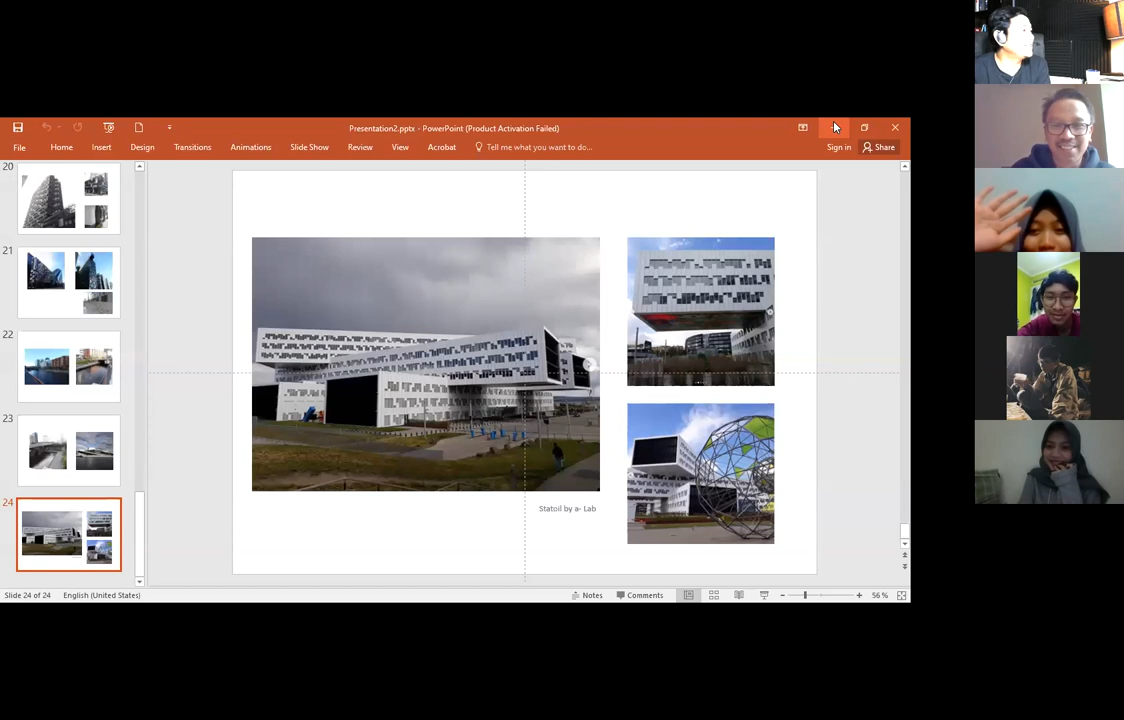 Presentation2.pptx - PowerPoint (Product Activation Failed)
File Home Insert Design Transitions Animations Slide Show Review View Acrobat Tell me what you want to do... Sign in Share
20
21
22
23
24
Statoil by a- Lab
Slide 24 of 24 English (United States) Notes Comments 56 %